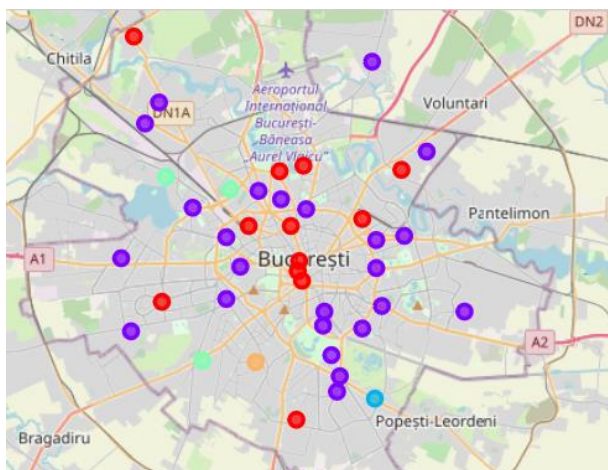 DN2
Chitila
Aeroportul
Internațional
București-
Băneasa
„Aurel Vlaicu"
Voluntari
DN1A
Pantelimon
București
A1
A2
Popești-Leordeni
Bragadiru